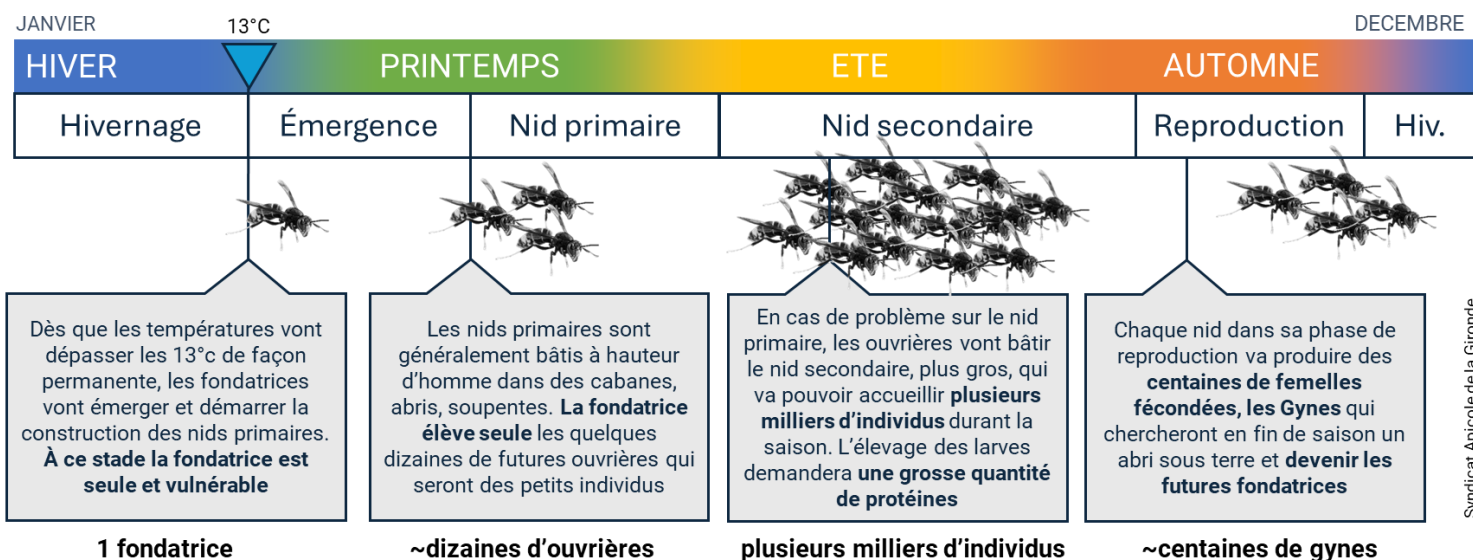 JANVIER
13°C
DECEMBRE
HIVER
PRINTEMPS
ETE
AUTOMNE
Hivernage
Émergence
Nid primaire
Nid secondaire
Reproduction
Hiv.
Dès que les températures vont
dépasser les 13°c de façon
permanente, les fondatrices
vont émerger et démarrer la
construction des nids primaires.
À ce stade la fondatrice est
seule et vulnérable
Les nids primaires sont
généralement bâtis à hauteur
d'homme dans des cabanes,
abris, soupentes. La fondatrice
élève seule les quelques
dizaines de futures ouvrières qui
seront des petits individus
En cas de problème sur le nid
primaire, les ouvrières vont bâtir
le nid secondaire, plus gros, qui
va pouvoir accueillir plusieurs
milliers d'individus durant la
saison. L'élevage des larves
demandera une grosse quantité
de protéines
Chaque nid dans sa phase de
reproduction va produire des
centaines de femelles
fécondées, les Gynes qui
chercheront en fin de saison un
abri sous terre et devenir les
futures fondatrices
Syndicat Apicole de la Gironde
1 fondatrice
~dizaines d'ouvrières
plusieurs milliers d'individus
~centaines de gynes